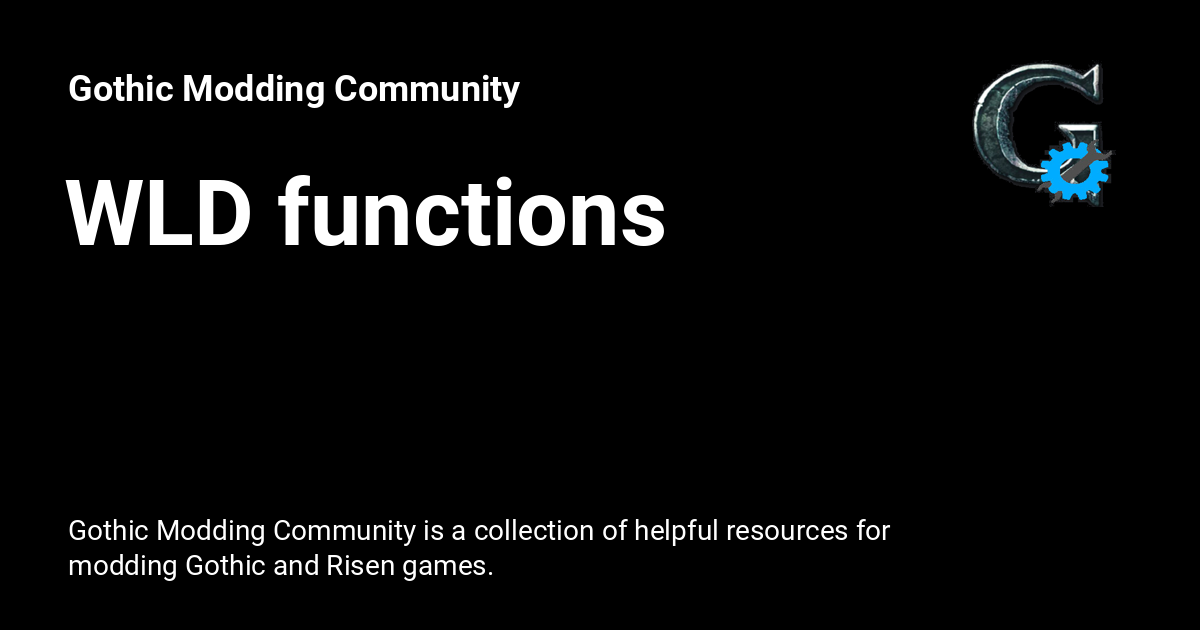 Gothic Modding Community
WLD functions
Gothic Modding Community is a collection of helpful resources for
modding Gothic and Risen games.